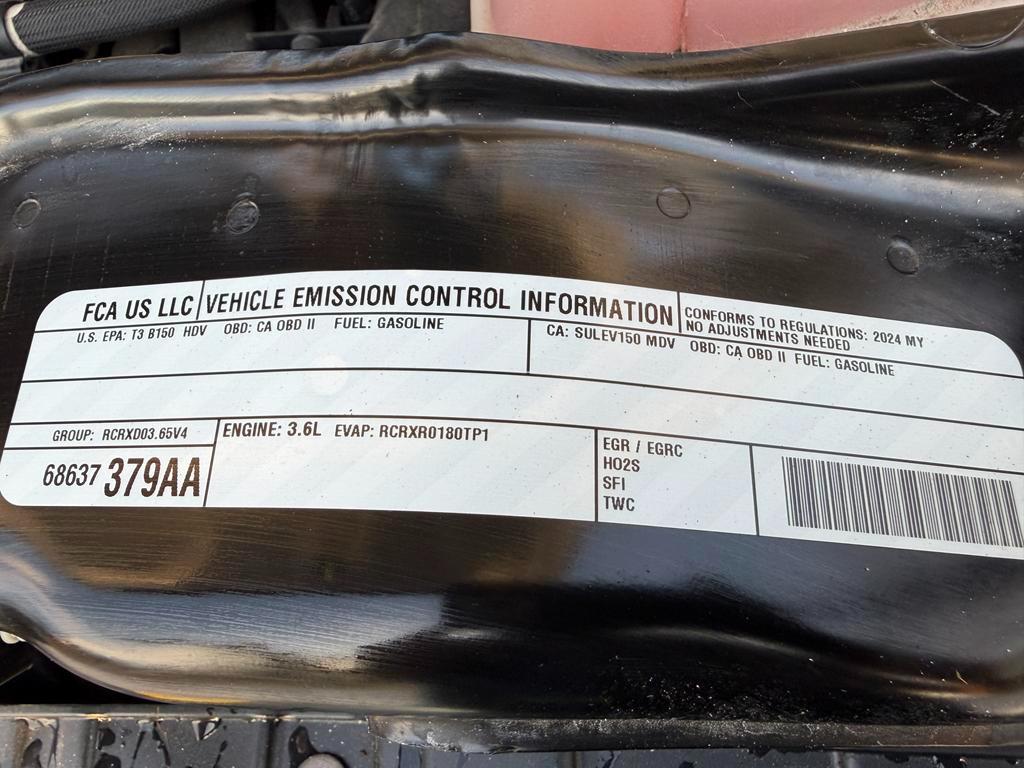 FCA US LLC
VEHICLE EMISSION CONTROL INFORMATION
CONFORMS TO REGULATIONS: 2024 MY
NO ADJUSTMENTS NEEDED
U.S. EPA: T3 B150 HDV OBD: CA OBD II FUEL: GASOLINE
CA: SULEV150 MDV OBD: CA OBD II FUEL: GASOLINE
GROUP: RCRXD03.65V4
68637 379AA
ENGINE: 3.6L EVAP: RCRXR0180TP1
EGR / EGRC
HO2S
SFI
TWC